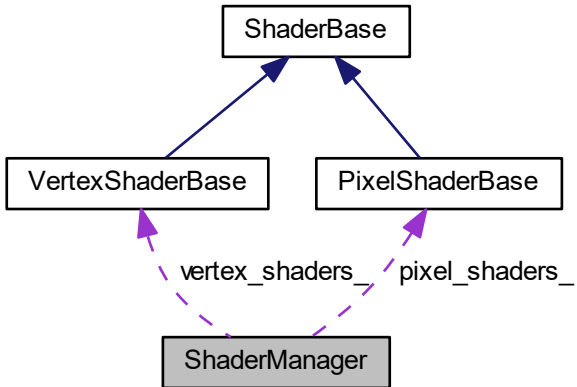 ShaderBase
VertexShaderBase
PixelShaderBase
vertex_shaders_
pixel_shaders_
ShaderManager